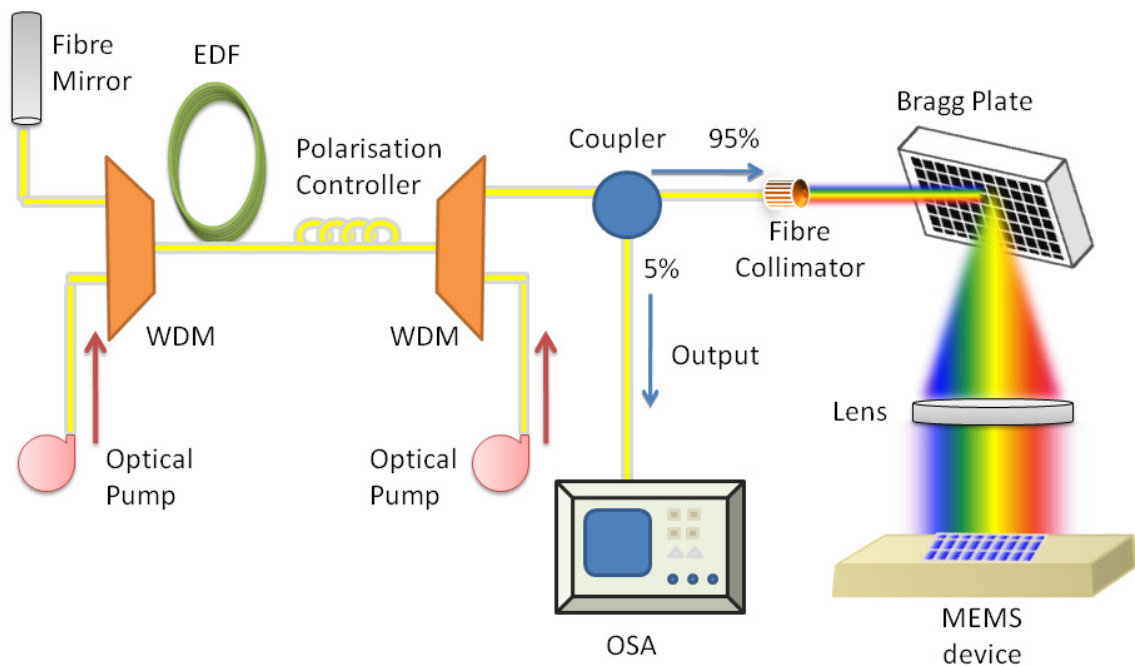 Fibre
Mirror
EDF
Polarisation
Controller
Coupler
95%
Bragg Plate
Fibre
Collimator
5%
WDM
WDM
Output
Lens
Optical
Pump
Optical
Pump
OSA
MEMS
device